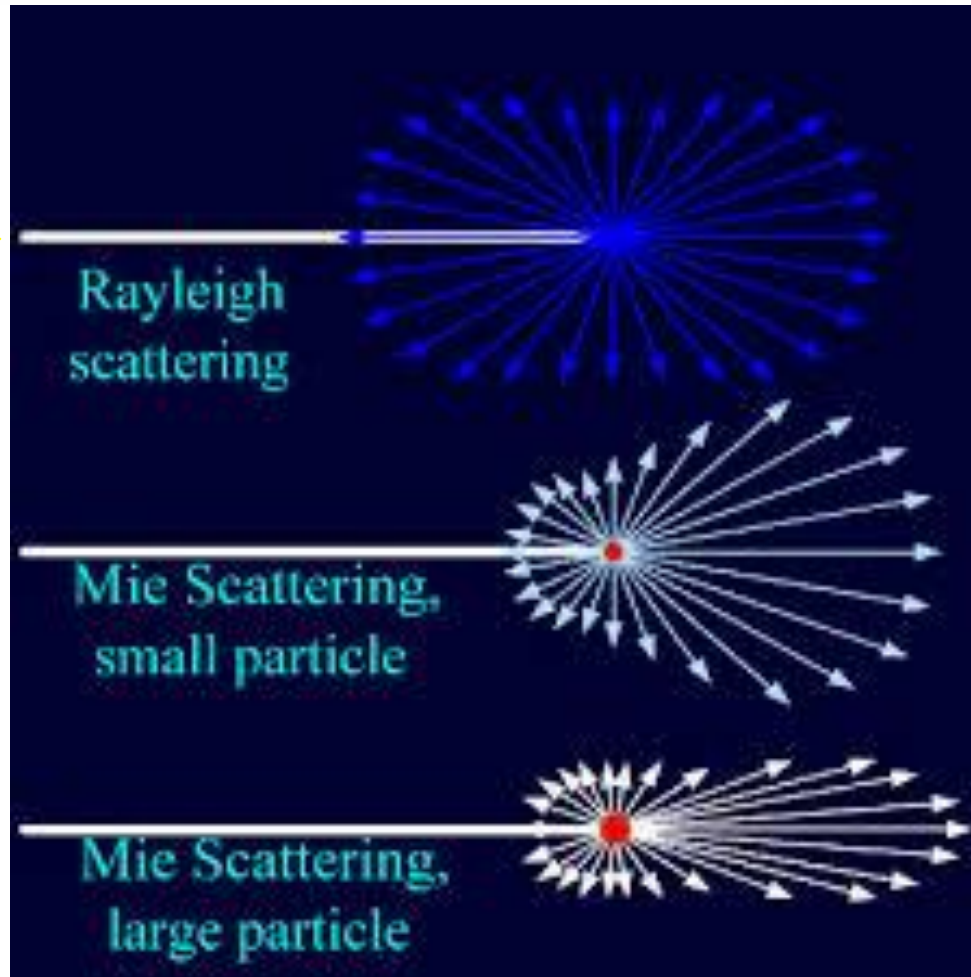 Rayleigh
scattering
Mie Scattering,
small particle
Mie Scattering,
large particle